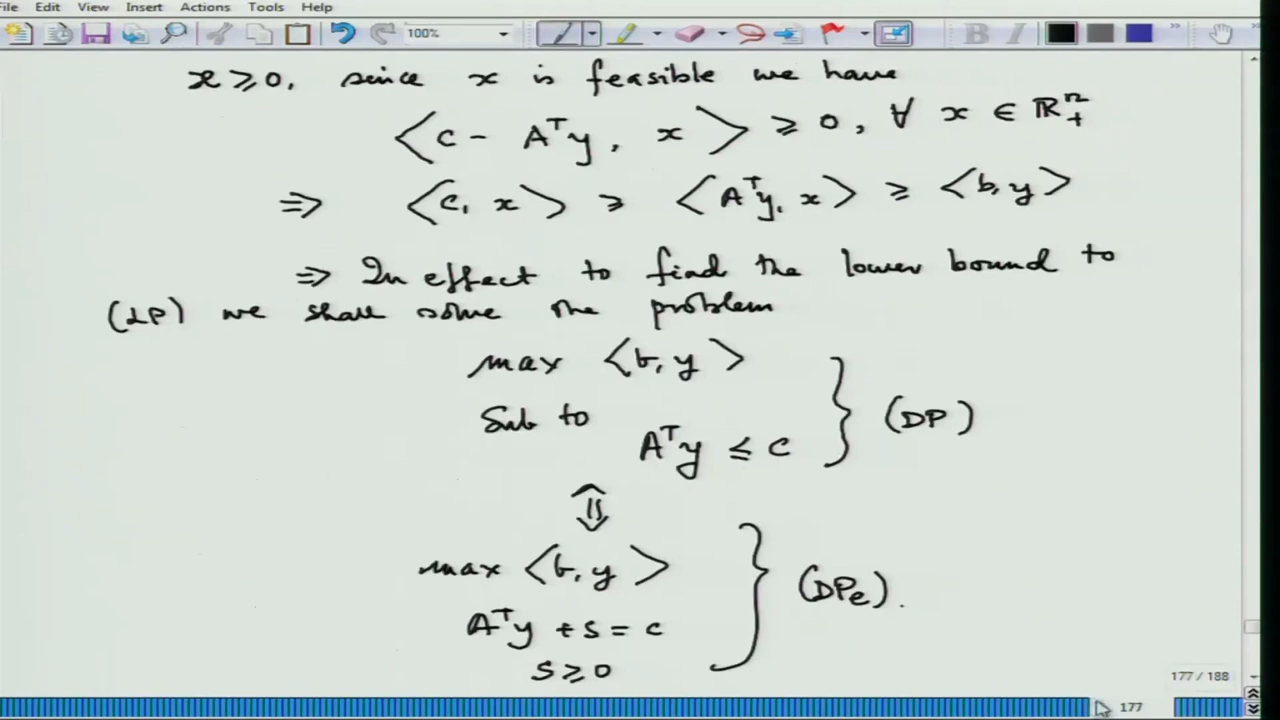 File Edit View Insert Actions Tools Help
100%
x ⩾ 0, since x is feasible we have
⟨c - Aᵀy, x⟩ ⩾ 0, ∀ x ∈ ℝⁿ₊
⇒ ⟨c, x⟩ ⩾ ⟨Aᵀy, x⟩ ⩾ ⟨b, y⟩
⇒ In effect to find the lower bound to
(LP) we shall solve the problem
max ⟨b, y⟩
Sub to
Aᵀy ⩽ c } (DP)
⇕
max ⟨b, y⟩
Aᵀy + s = c } (DPe).
s ⩾ 0
177 / 188
177